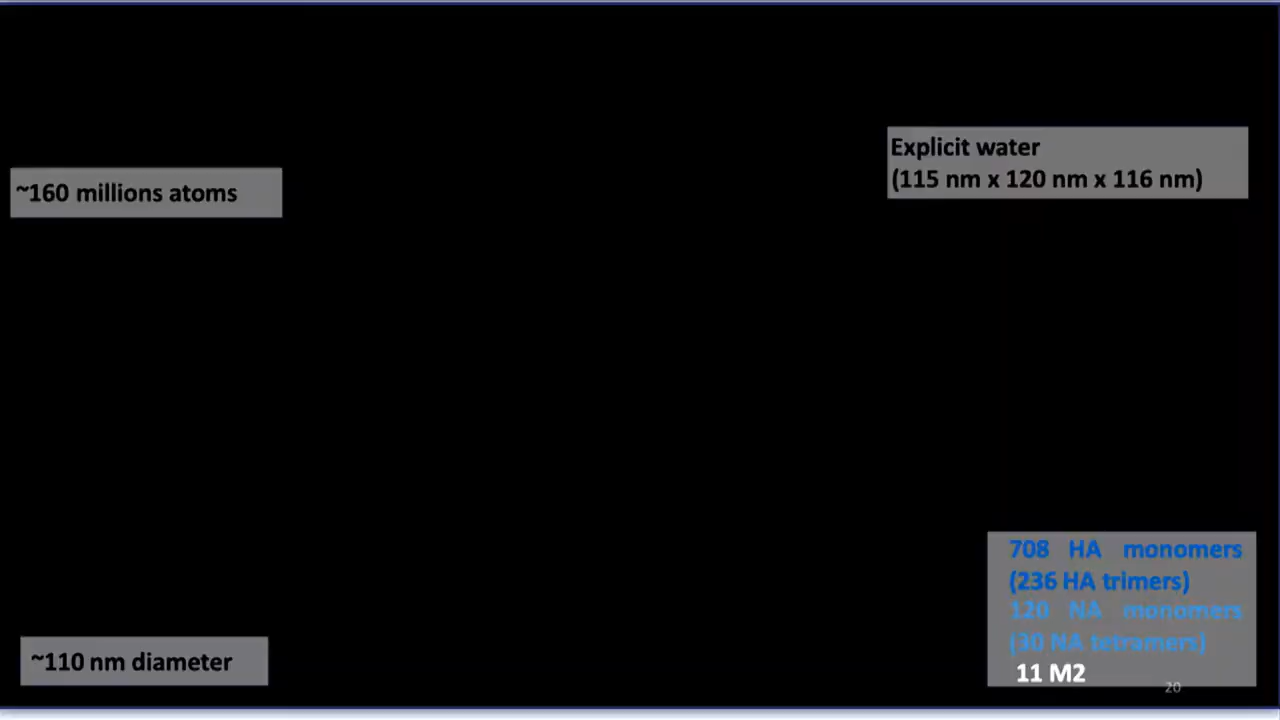 Explicit water
(115 nm x 120 nm x 116 nm)
~160 millions atoms
708 HA monomers
(236 HA trimers)
120 NA monomers
(30 NA tetramers)
11 M2
~110 nm diameter
20